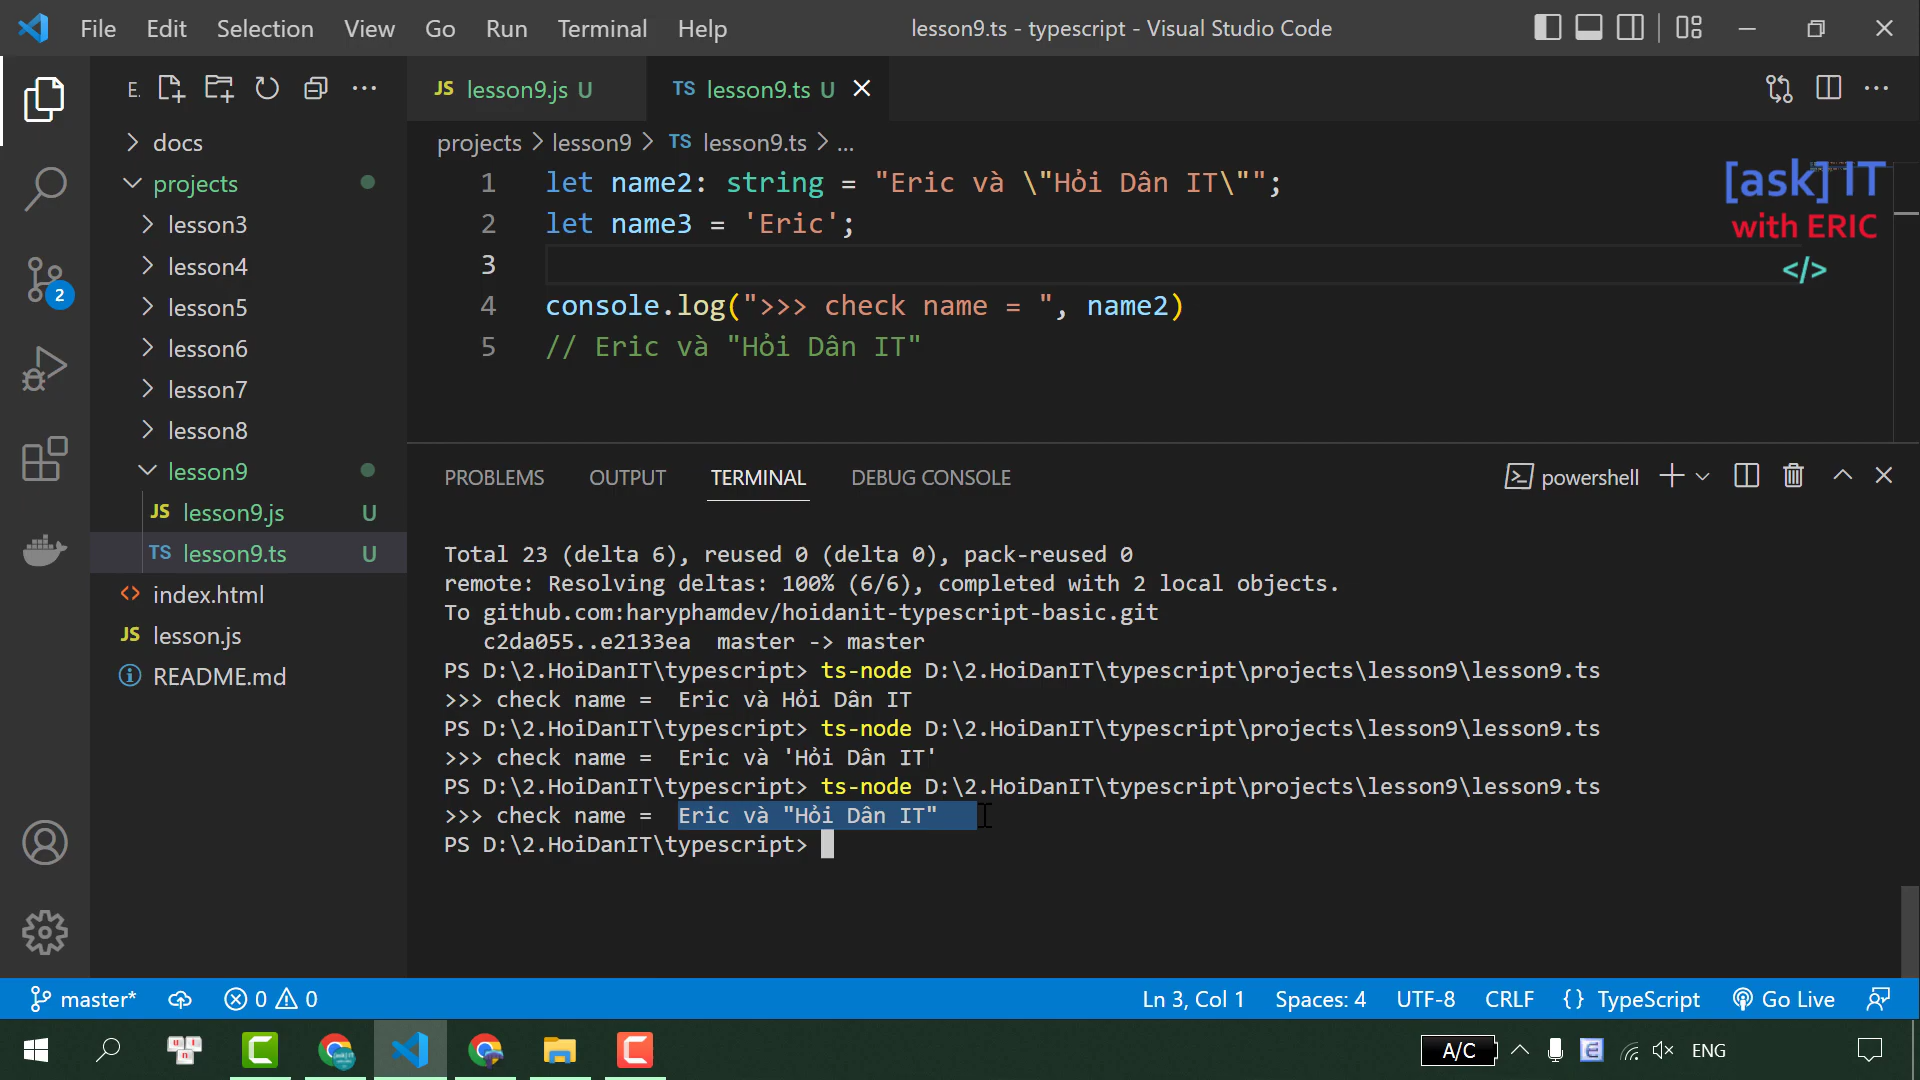 File Edit Selection View Go Run Terminal Help
lesson9.ts - typescript - Visual Studio Code
E.
JS lesson9.js U
TS lesson9.ts U
docs
projects
lesson3
lesson4
lesson5
lesson6
lesson7
lesson8
lesson9
JS lesson9.js U
TS lesson9.ts U
index.html
JS lesson.js
README.md
2
projects > lesson9 > TS lesson9.ts > ...
1 let name2: string = "Eric và \"Hỏi Dân IT\"";
2 let name3 = 'Eric';
3
4 console.log(">>> check name = ", name2)
5 // Eric và "Hỏi Dân IT"
[ask] IT
with ERIC
</>
PROBLEMS OUTPUT TERMINAL DEBUG CONSOLE
powershell
Total 23 (delta 6), reused 0 (delta 0), pack-reused 0
remote: Resolving deltas: 100% (6/6), completed with 2 local objects.
To github.com:haryphamdev/hoidanit-typescript-basic.git
c2da055..e2133ea master -> master
PS D:\2.HoiDanIT\typescript> ts-node D:\2.HoiDanIT\typescript\projects\lesson9\lesson9.ts
>>> check name = Eric và Hỏi Dân IT
PS D:\2.HoiDanIT\typescript> ts-node D:\2.HoiDanIT\typescript\projects\lesson9\lesson9.ts
>>> check name = Eric và 'Hỏi Dân IT'
PS D:\2.HoiDanIT\typescript> ts-node D:\2.HoiDanIT\typescript\projects\lesson9\lesson9.ts
>>> check name = Eric và "Hỏi Dân IT"
PS D:\2.HoiDanIT\typescript>
master* 0 0
Ln 3, Col 1 Spaces: 4 UTF-8 CRLF {} TypeScript Go Live
A/C ENG